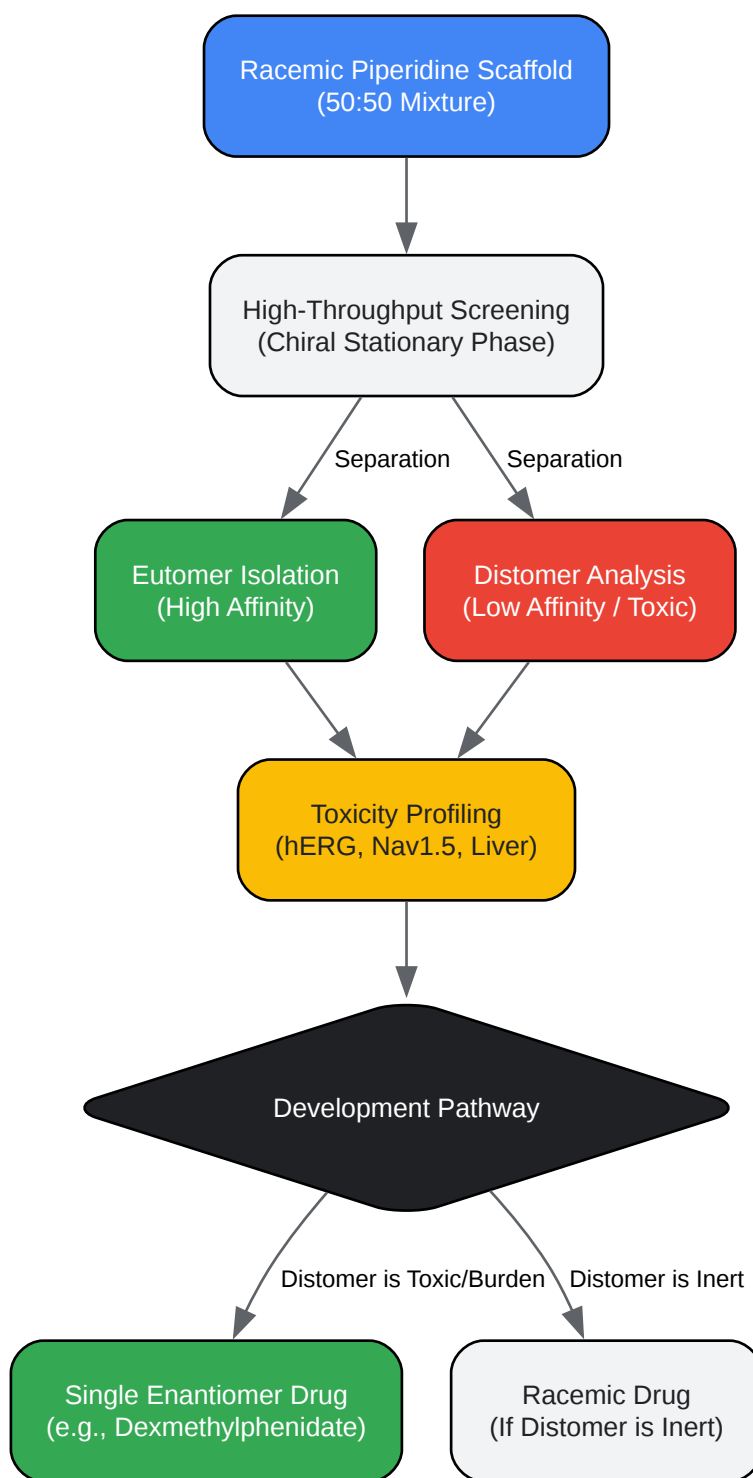 Racemic Piperidine Scaffold
(50:50 Mixture)
High-Throughput Screening
(Chiral Stationary Phase)
Separation
Separation
Eutomer Isolation
(High Affinity)
Distomer Analysis
(Low Affinity / Toxic)
Toxicity Profiling
(hERG, Nav1.5, Liver)
Development Pathway
Distomer is Toxic/Burden
Distomer is Inert
Single Enantiomer Drug
(e.g., Dexmethylphenidate)
Racemic Drug
(If Distomer is Inert)